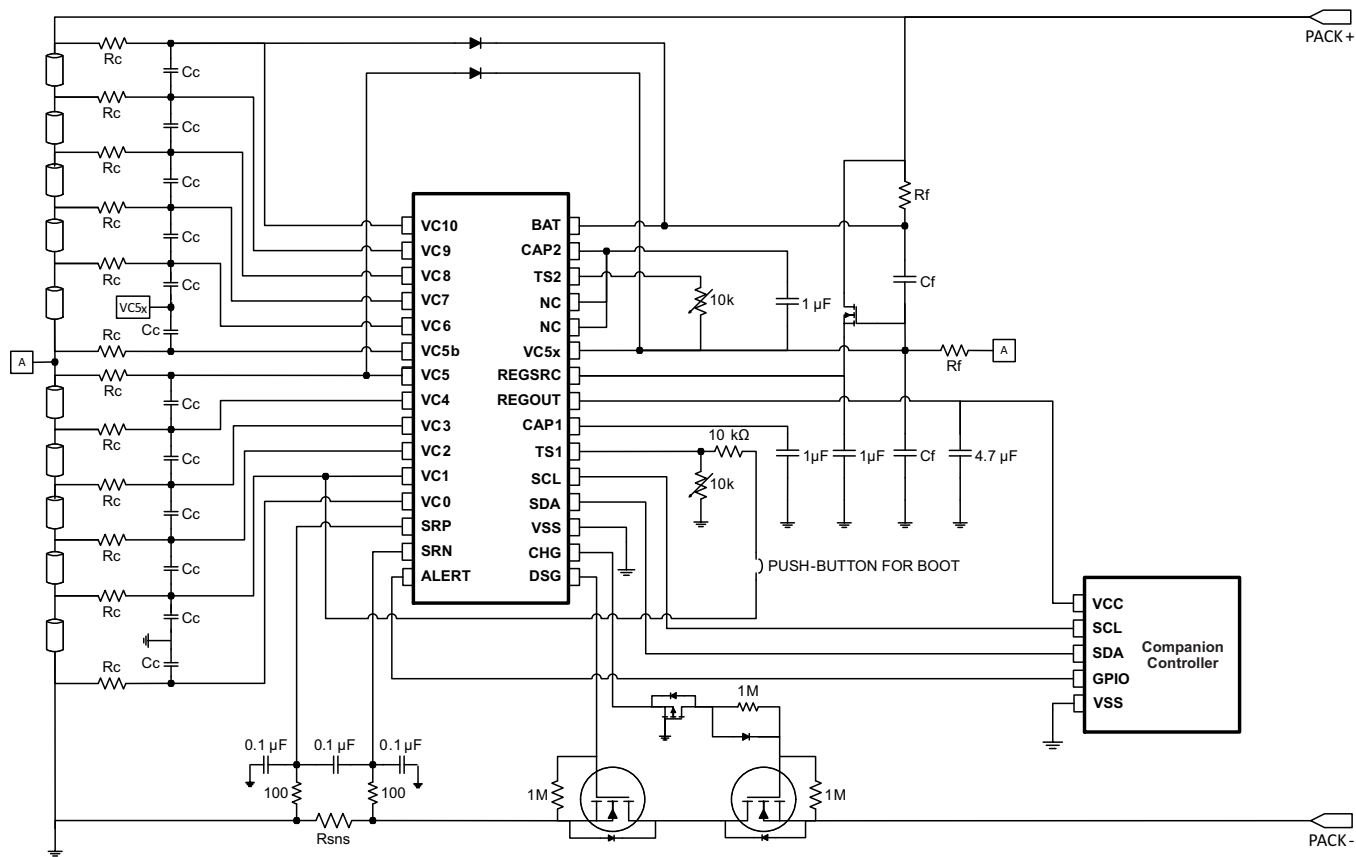 PACK+
Rc
Cc
Rc
Cc
Rc
Cc
Rc
Cc
Rc
Cc
VC5x
Cc
Rc
A
Rc
Cc
Rc
Cc
Rc
Cc
Rc
Cc
Rc
Cc
Cc
Rc
VC10
VC9
VC8
VC7
VC6
VC5b
VC5
VC4
VC3
VC2
VC1
VC0
SRP
SRN
ALERT
BAT
CAP2
TS2
NC
NC
VC5x
REGSRC
REGOUT
CAP1
TS1
SCL
SDA
VSS
CHG
DSG
10k
1 µF
Rf
Cf
Rf
A
10 kΩ
10k
1µF
1µF
Cf
4.7 µF
PUSH-BUTTON FOR BOOT
VCC
SCL
SDA
GPIO
VSS
Companion
Controller
0.1 µF
0.1 µF
0.1 µF
100
100
Rsns
1M
1M
1M
PACK-